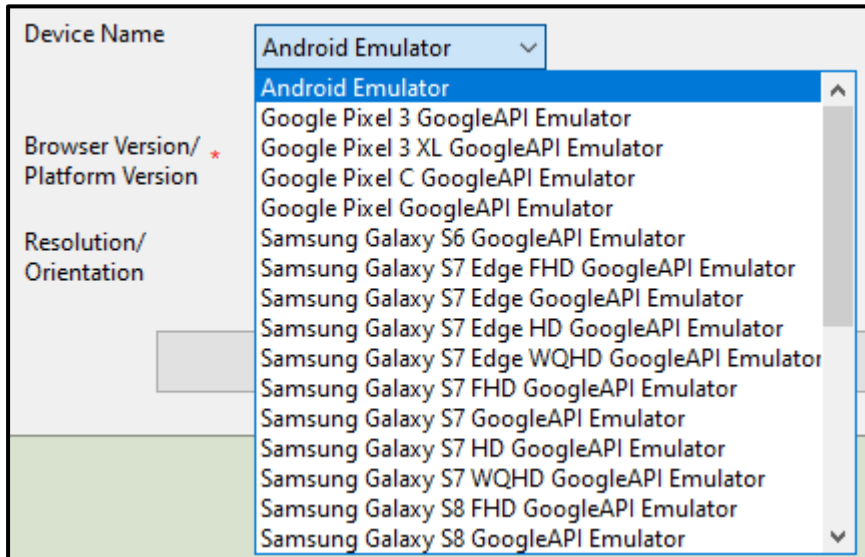 Device Name
Android Emulator
Android Emulator
Google Pixel 3 GoogleAPI Emulator
Google Pixel 3 XL GoogleAPI Emulator
Browser Version/ *
Platform Version
Google Pixel C GoogleAPI Emulator
Google Pixel GoogleAPI Emulator
Resolution/
Orientation
Samsung Galaxy S6 GoogleAPI Emulator
Samsung Galaxy S7 Edge FHD GoogleAPI Emulator
Samsung Galaxy S7 Edge GoogleAPI Emulator
Samsung Galaxy S7 Edge HD GoogleAPI Emulator
Samsung Galaxy S7 Edge WQHD GoogleAPI Emulator
Samsung Galaxy S7 FHD GoogleAPI Emulator
Samsung Galaxy S7 GoogleAPI Emulator
Samsung Galaxy S7 HD GoogleAPI Emulator
Samsung Galaxy S7 WQHD GoogleAPI Emulator
Samsung Galaxy S8 FHD GoogleAPI Emulator
Samsung Galaxy S8 GoogleAPI Emulator